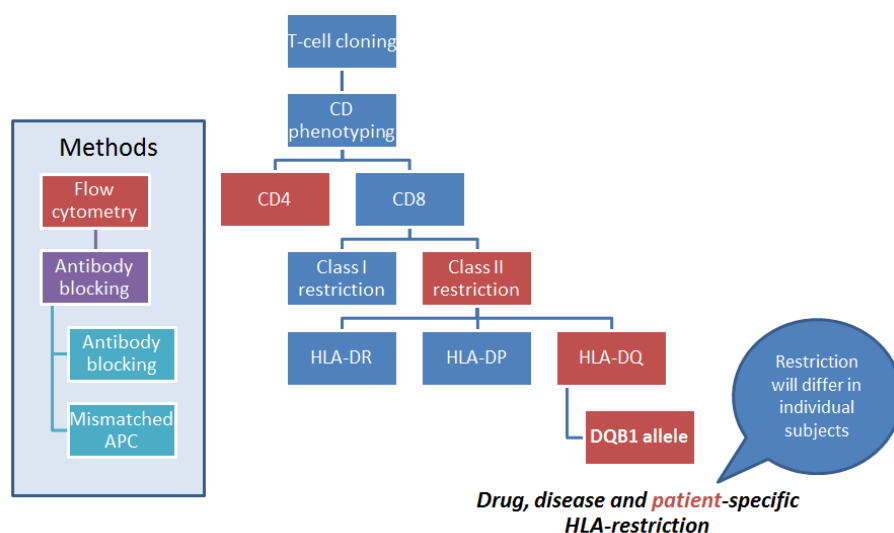 T-cell cloning
CD
phenotyping
Methods
Flow
cytometry
CD4
CD8
Antibody
blocking
Class I
restriction
Class II
restriction
Antibody
blocking
HLA-DR
HLA-DP
HLA-DQ
Restriction
will differ in
individual
subjects
Mismatched
APC
DQB1 allele
Drug, disease and patient-specific
HLA-restriction